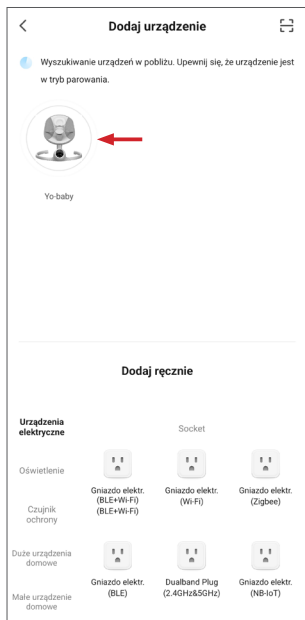 Dodaj urządzenie
Wyszukiwanie urządzeń w pobliżu. Upewnij się, że urządzenie jest
w tryb parowania.
Yo-baby
Dodaj ręcznie
Urządzenia
elektryczne
Socket
Oświetlenie
Gniazdo elektr.
(BLE+Wi-Fi)
(BLE+Wi-Fi)
Gniazdo elektr.
(Wi-Fi)
Gniazdo elektr.
(Zigbee)
Czujnik
ochrony
Duże urządzenia
domowe
Gniazdo elektr.
(BLE)
Dualband Plug
(2.4GHz&5GHz)
Gniazdo elektr.
(NB-IoT)
Małe urządzenie
domowe